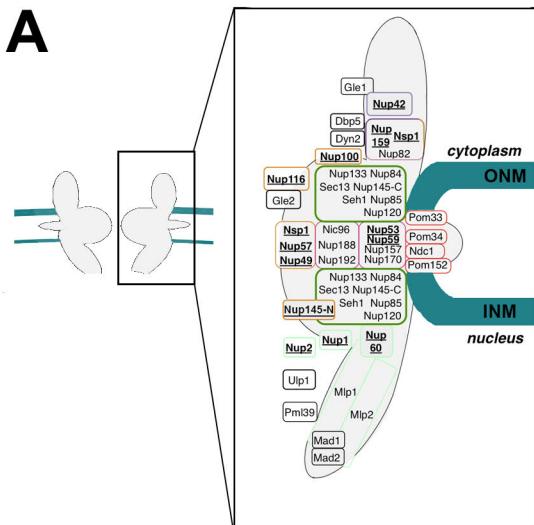 A
Gle1
Nup42
Dbp5
Dyn2
Nup
159 Nsp1
Nup82
cytoplasm
ONM
Nup100
Nup116
Gle2
Nup133 Nup84
Sec13 Nup145-C
Seh1 Nup85
Nup120
Nsp1
Nup57
Nup49
Nic96
Nup188
Nup192
Nup53
Nup59
Nup157
Nup170
Pom33
Pom34
Ndc1
Pom152
Nup133 Nup84
Sec13 Nup145-C
Seh1 Nup85
Nup120
Nup145-N
INM
nucleus
Nup2
Nup1
Nup
60
Ulp1
Mlp1
Pml39
Mlp2
Mad1
Mad2